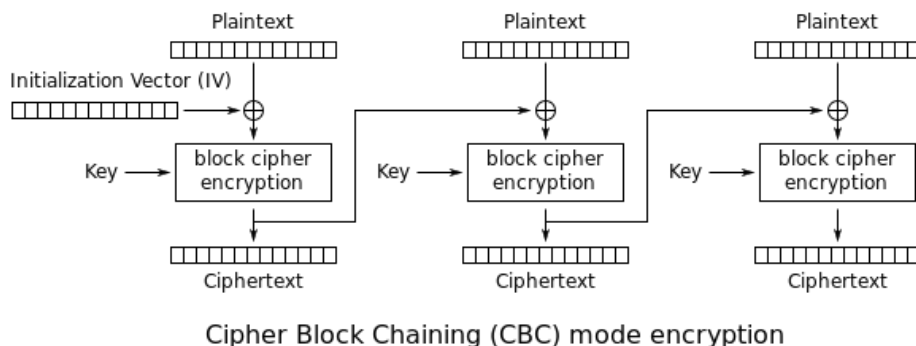 Plaintext
Plaintext
Plaintext
Initialization Vector (IV)
Key
block cipher
encryption
Key
block cipher
encryption
Key
block cipher
encryption
Ciphertext
Ciphertext
Ciphertext
Cipher Block Chaining (CBC) mode encryption